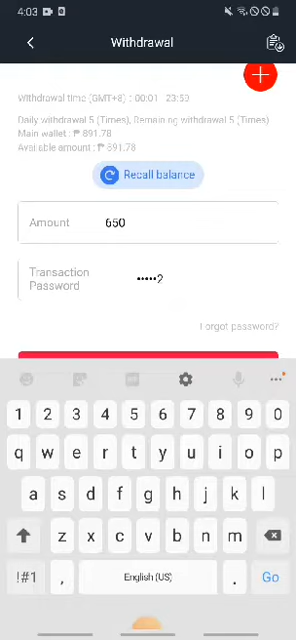 4:03
Withdrawal
Withdrawal time (GMT+8) : 00:01 - 23:59
Daily withdrawal 5 (Times), Remaining withdrawal 5 (Times)
Main wallet : ₱ 891.78
Available amount : ₱ 891.78
Recall balance
Amount 650
Transaction
Password •••••2
Forgot password?
1 2 3 4 5 6 7 8 9 0
q w e r t y u i o p
a s d f g h j k l
z x c v b n m
!#1 , English (US) . Go